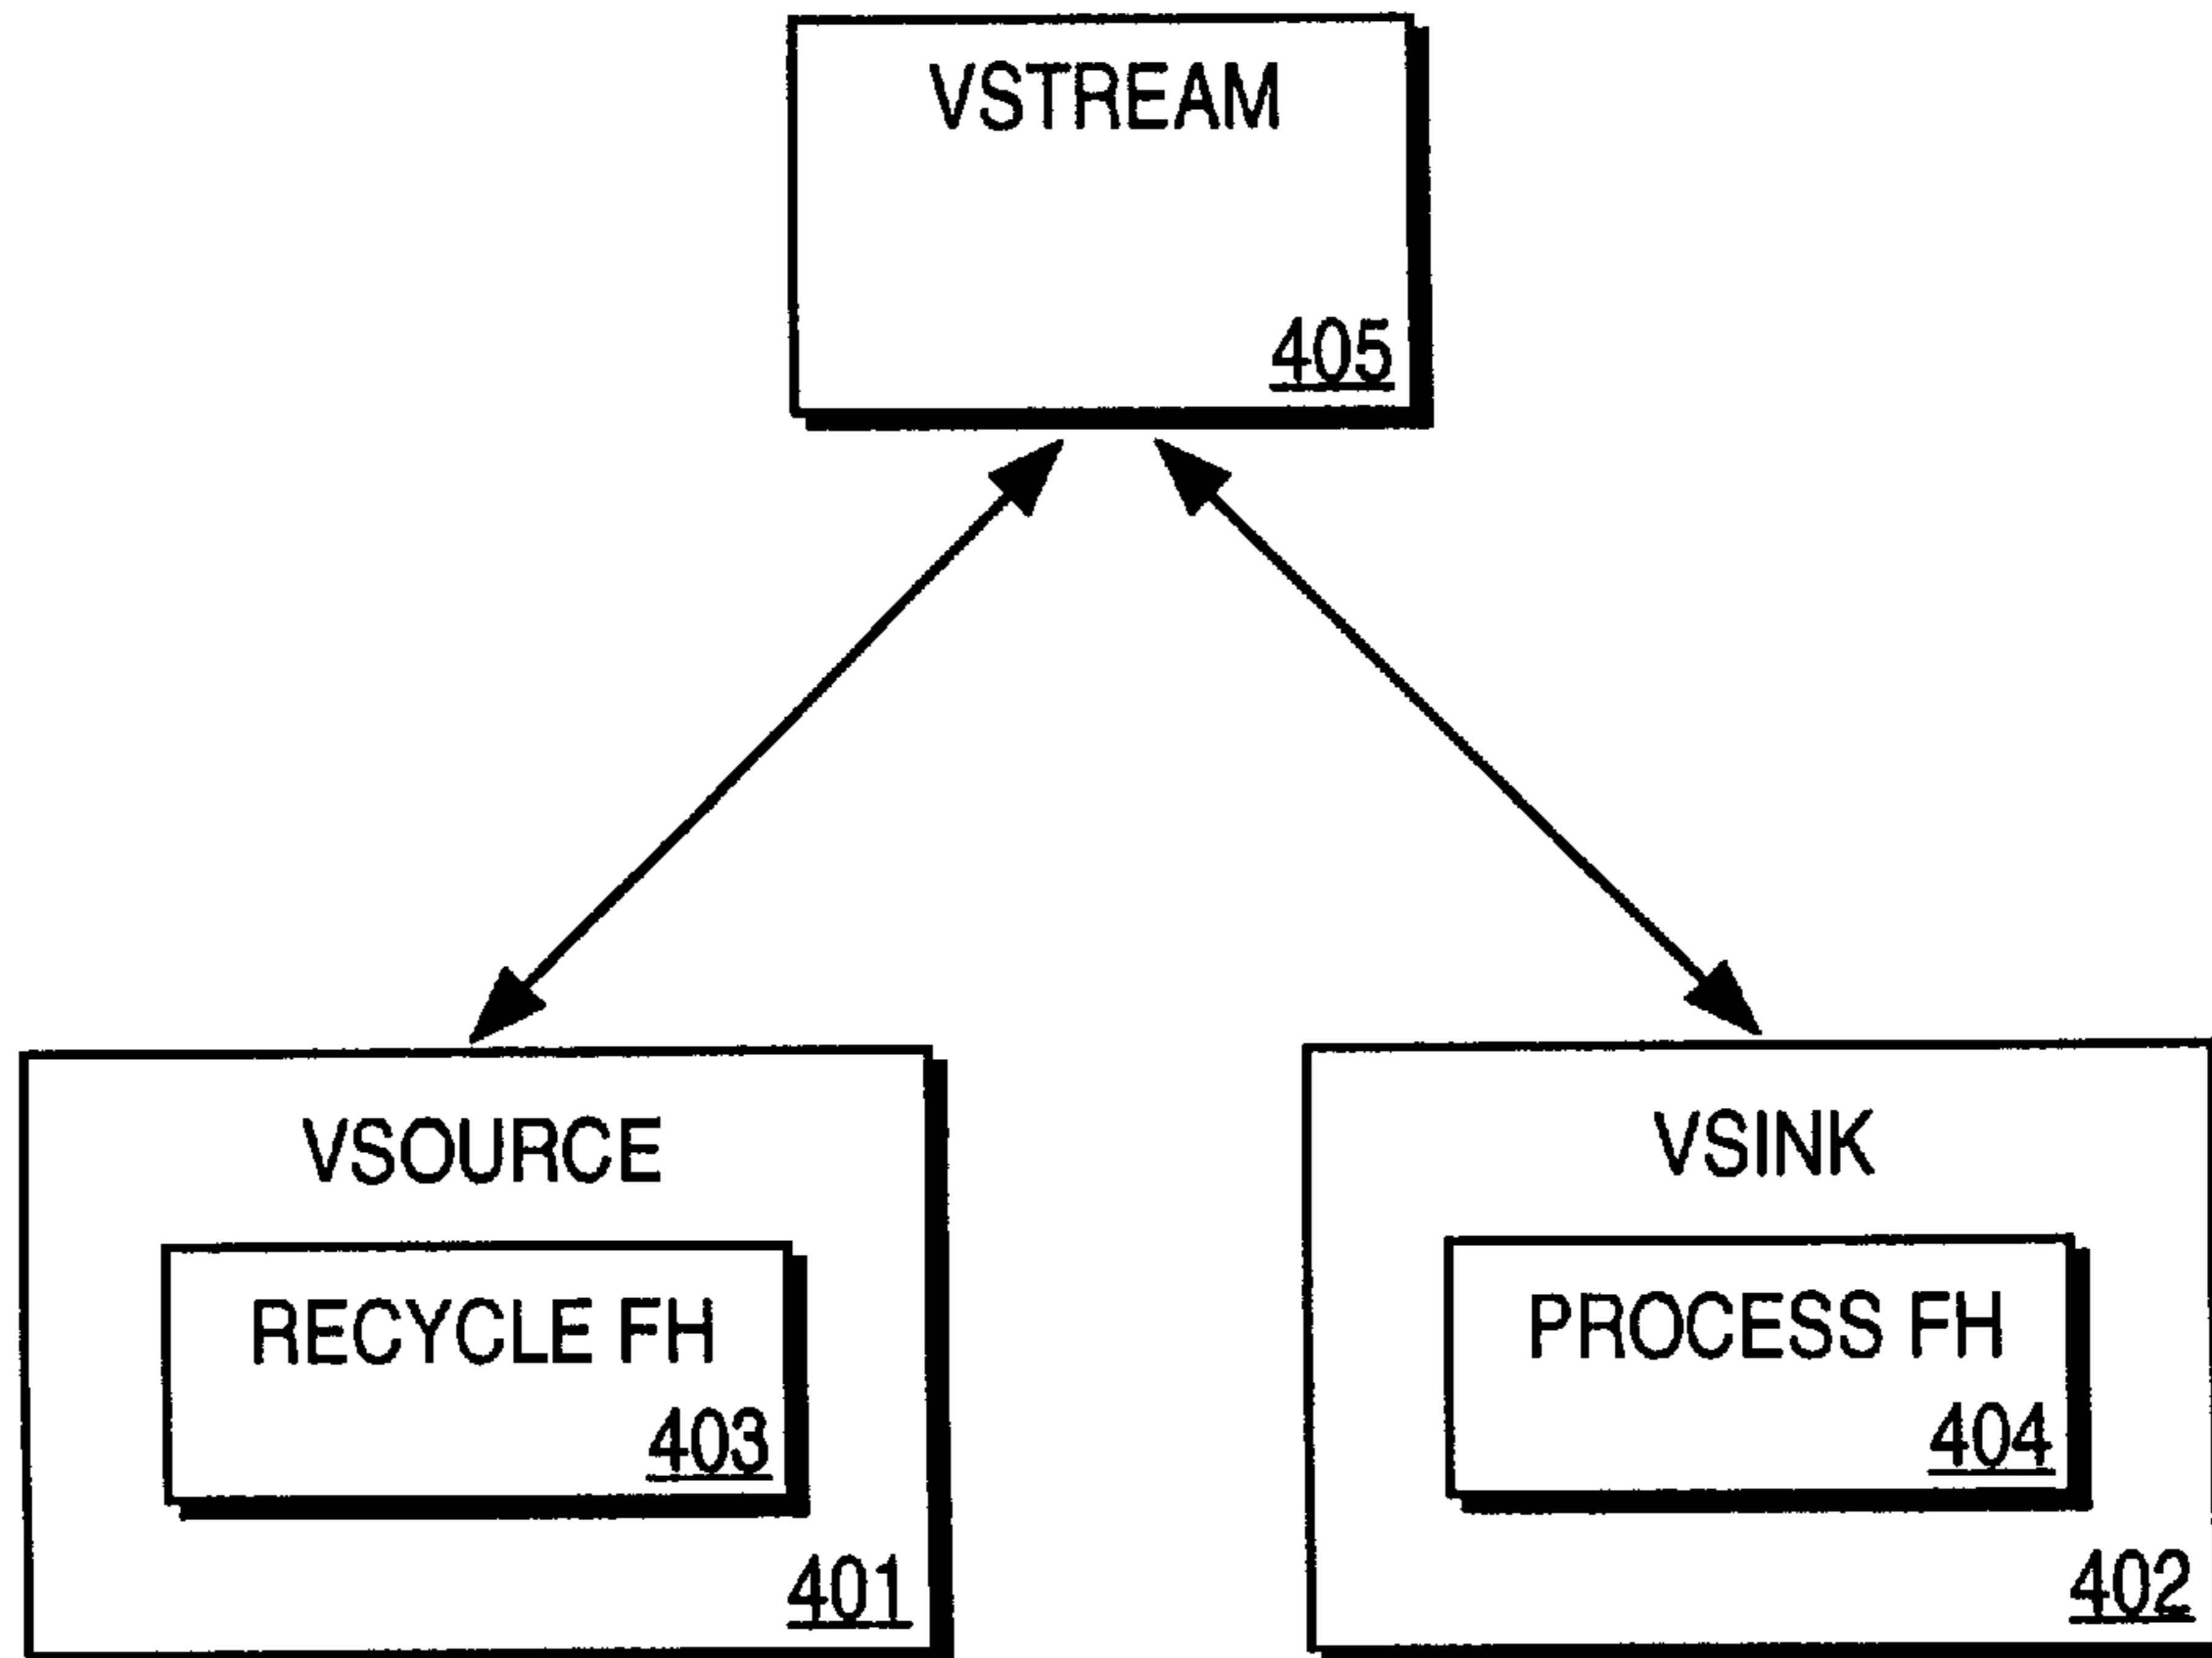 VSTREAM
405
VSOURCE
RECYCLE FH
403
401
VSINK
PROCESS FH
404
402